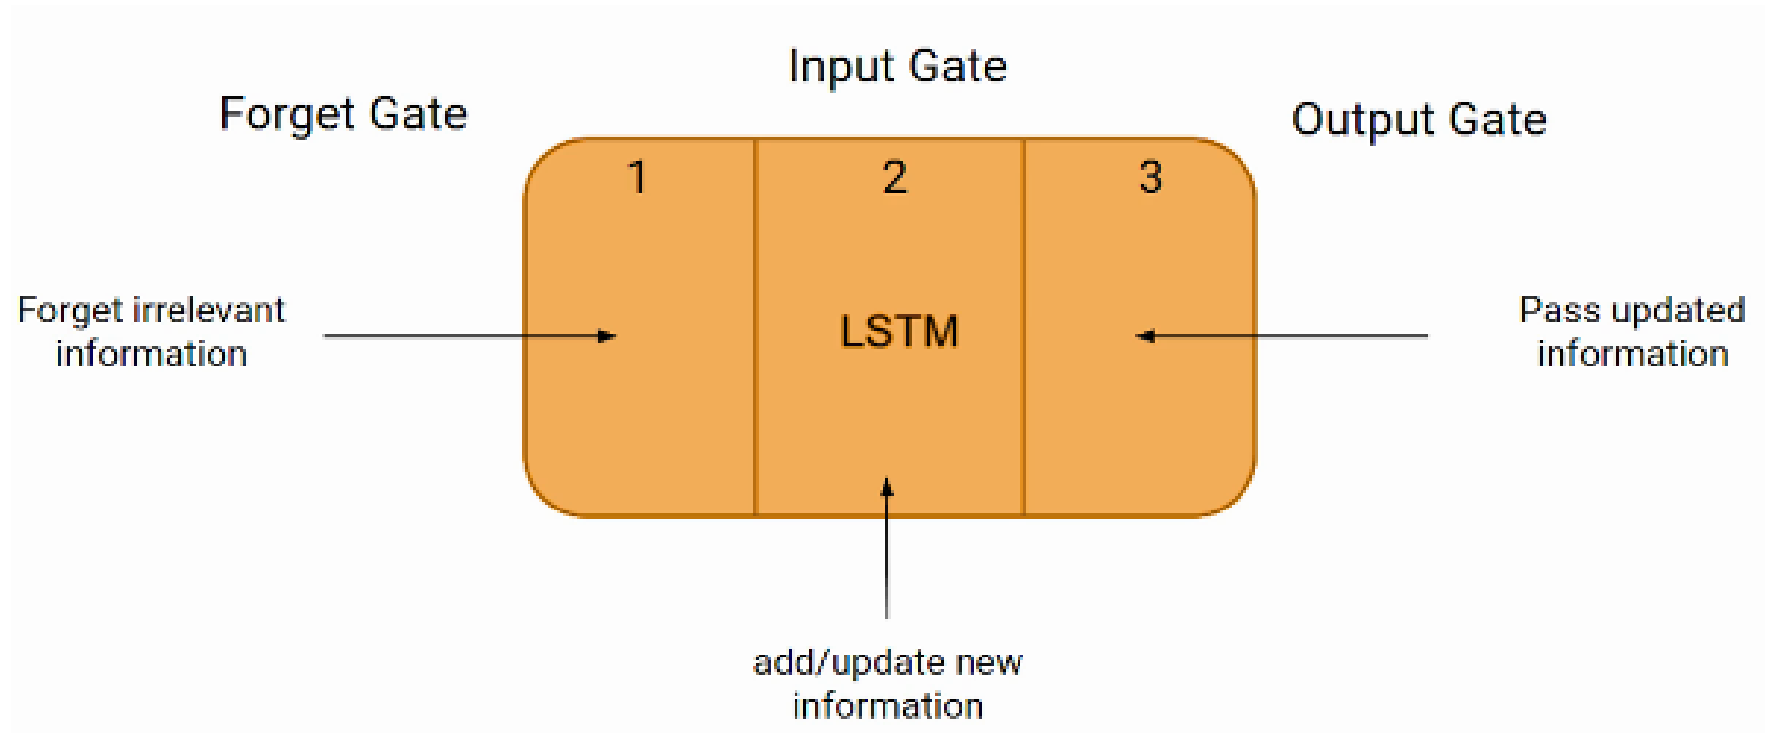 Input Gate
Forget Gate
Output Gate
1
2
3
Forget irrelevant
information
LSTM
Pass updated
information
add/update new
information